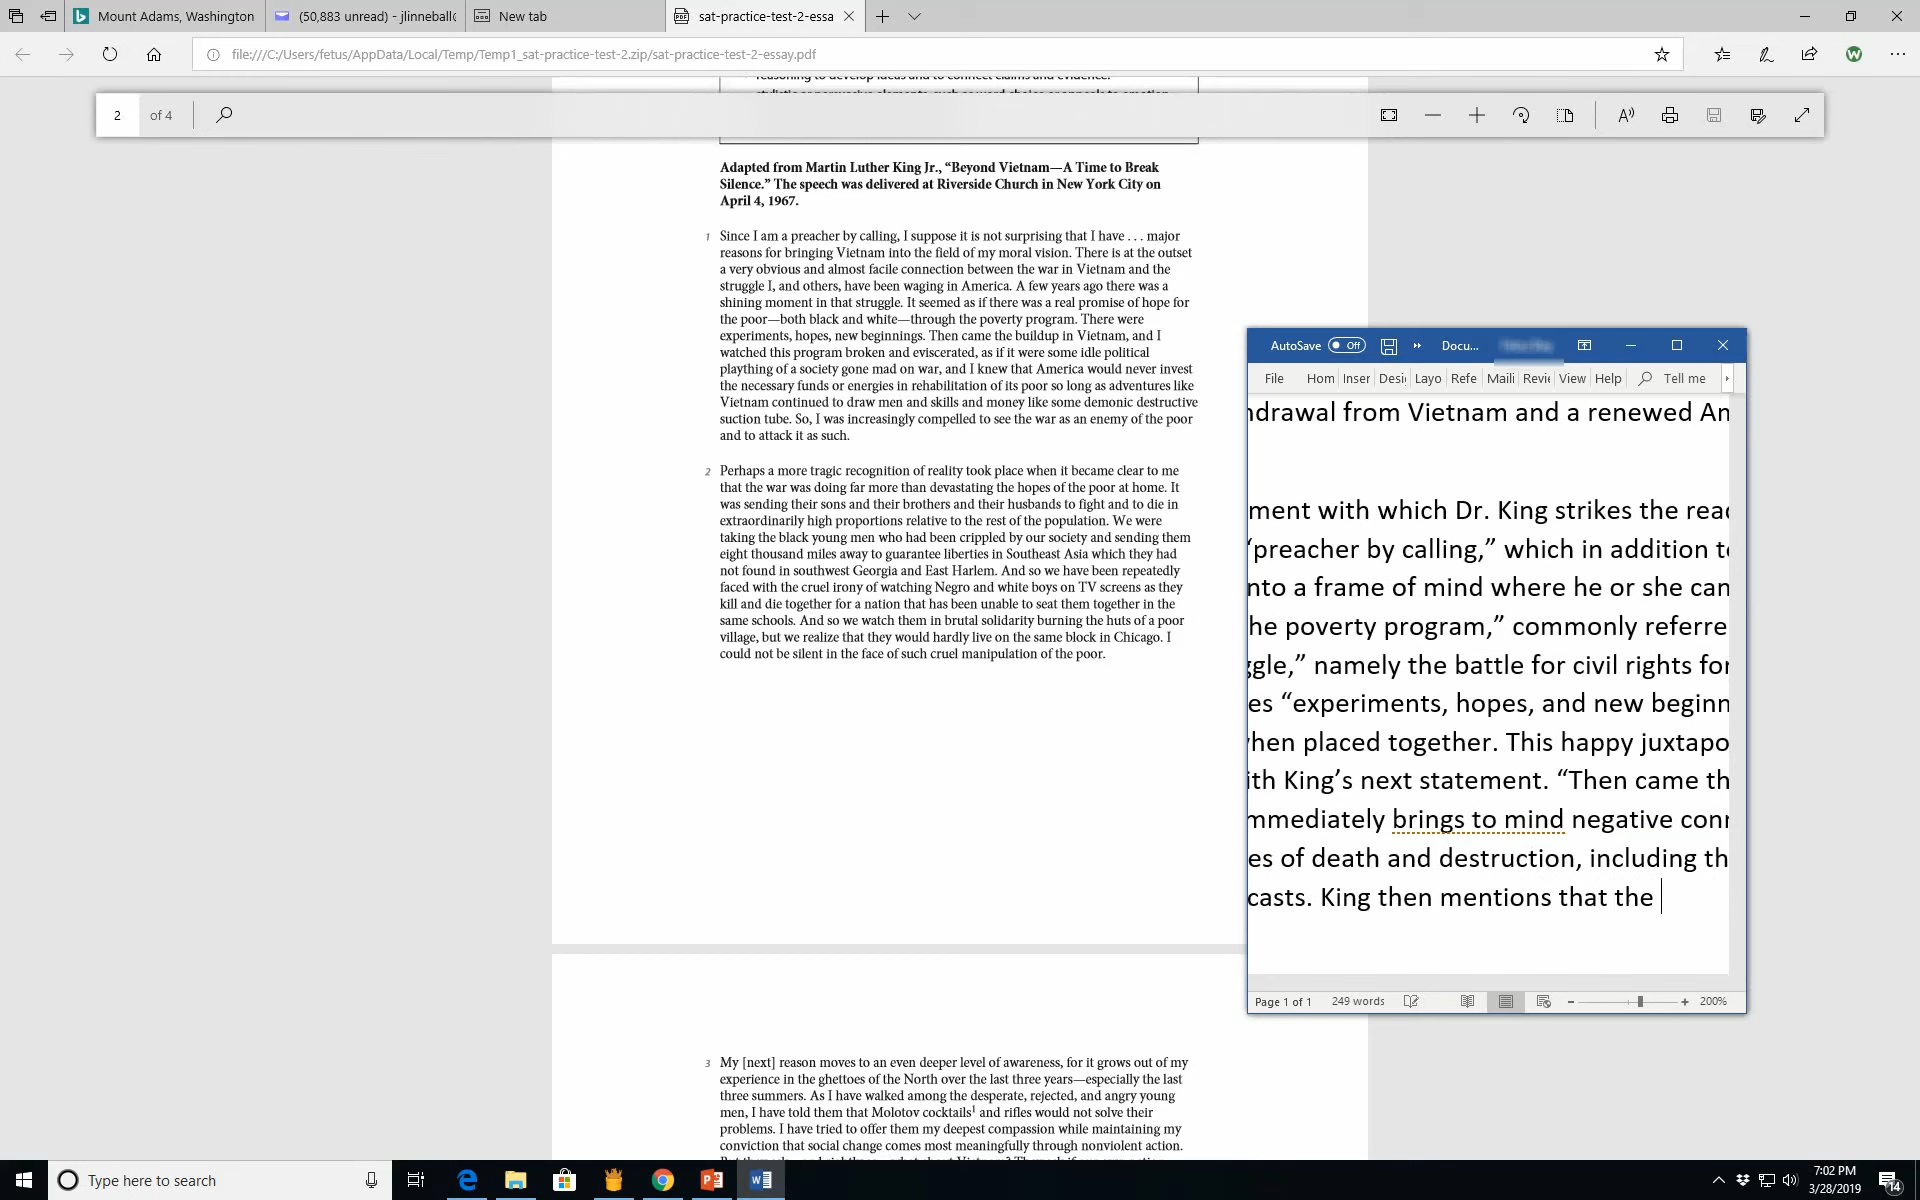 Mount Adams, Washington
(50,883 unread) - jlinneball
New tab
sat-practice-test-2-essa
file:///C:/Users/fetus/AppData/Local/Temp/Temp1_sat-practice-test-2.zip/sat-practice-test-2-essay.pdf
reasoning to develop ideas and to connect claims and evidence.
stylistic or persuasive elements, such as word choice or appeals to emotion,
2 of 4
Adapted from Martin Luther King Jr., “Beyond Vietnam—A Time to Break
Silence.” The speech was delivered at Riverside Church in New York City on
April 4, 1967.
1 Since I am a preacher by calling, I suppose it is not surprising that I have . . . major
reasons for bringing Vietnam into the field of my moral vision. There is at the outset
a very obvious and almost facile connection between the war in Vietnam and the
struggle I, and others, have been waging in America. A few years ago there was a
shining moment in that struggle. It seemed as if there was a real promise of hope for
the poor—both black and white—through the poverty program. There were
experiments, hopes, new beginnings. Then came the buildup in Vietnam, and I
watched this program broken and eviscerated, as if it were some idle political
plaything of a society gone mad on war, and I knew that America would never invest
the necessary funds or energies in rehabilitation of its poor so long as adventures like
Vietnam continued to draw men and skills and money like some demonic destructive
suction tube. So, I was increasingly compelled to see the war as an enemy of the poor
and to attack it as such.
2 Perhaps a more tragic recognition of reality took place when it became clear to me
that the war was doing far more than devastating the hopes of the poor at home. It
was sending their sons and their brothers and their husbands to fight and to die in
extraordinarily high proportions relative to the rest of the population. We were
taking the black young men who had been crippled by our society and sending them
eight thousand miles away to guarantee liberties in Southeast Asia which they had
not found in southwest Georgia and East Harlem. And so we have been repeatedly
faced with the cruel irony of watching Negro and white boys on TV screens as they
kill and die together for a nation that has been unable to seat them together in the
same schools. And so we watch them in brutal solidarity burning the huts of a poor
village, but we realize that they would hardly live on the same block in Chicago. I
could not be silent in the face of such cruel manipulation of the poor.
3 My [next] reason moves to an even deeper level of awareness, for it grows out of my
experience in the ghettoes of the North over the last three years—especially the last
three summers. As I have walked among the desperate, rejected, and angry young
men, I have told them that Molotov cocktails1 and rifles would not solve their
problems. I have tried to offer them my deepest compassion while maintaining my
conviction that social change comes most meaningfully through nonviolent action.
AutoSave Off Docu...
File Hom Inser Desi Layo Refe Maili Revie View Help Tell me
hdrawal from Vietnam and a renewed Am
ment with which Dr. King strikes the read
“preacher by calling,” which in addition to
nto a frame of mind where he or she can
he poverty program,” commonly referre
ggle,” namely the battle for civil rights for
es “experiments, hopes, and new beginn
hen placed together. This happy juxtapo
ith King’s next statement. “Then came th
mmediately brings to mind negative conn
es of death and destruction, including th
casts. King then mentions that the
Page 1 of 1 249 words 200%
Type here to search
7:02 PM
3/28/2019
14